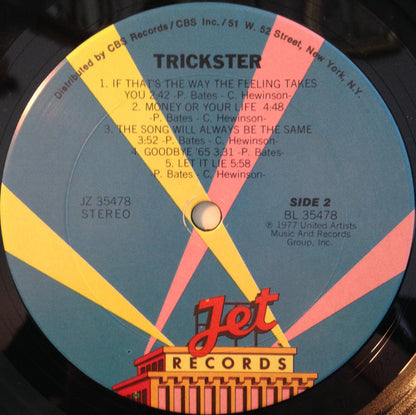 Distributed by CBS Records/CBS Inc./51 W. 52 Street, New York, N.Y.
TRICKSTER
1. IF THAT'S THE WAY THE FEELING TAKES
YOU 2:42 -P. Bates - C. Hewinson-
2. MONEY OR YOUR LIFE 4:48
-P. Bates - C. Hewinson-
3. THE SONG WILL ALWAYS BE THE SAME
3:52 -P. Bates - C. Hewinson-
4. GOODBYE '65 3:31 -P. Bates-
5. LET IT LIE 5:58
-P. Bates - C. Hewinson-
JZ 35478
STEREO
SIDE 2
BL 35478
℗ 1977 United Artists
Music And Records
Group, Inc.
Jet
RECORDS